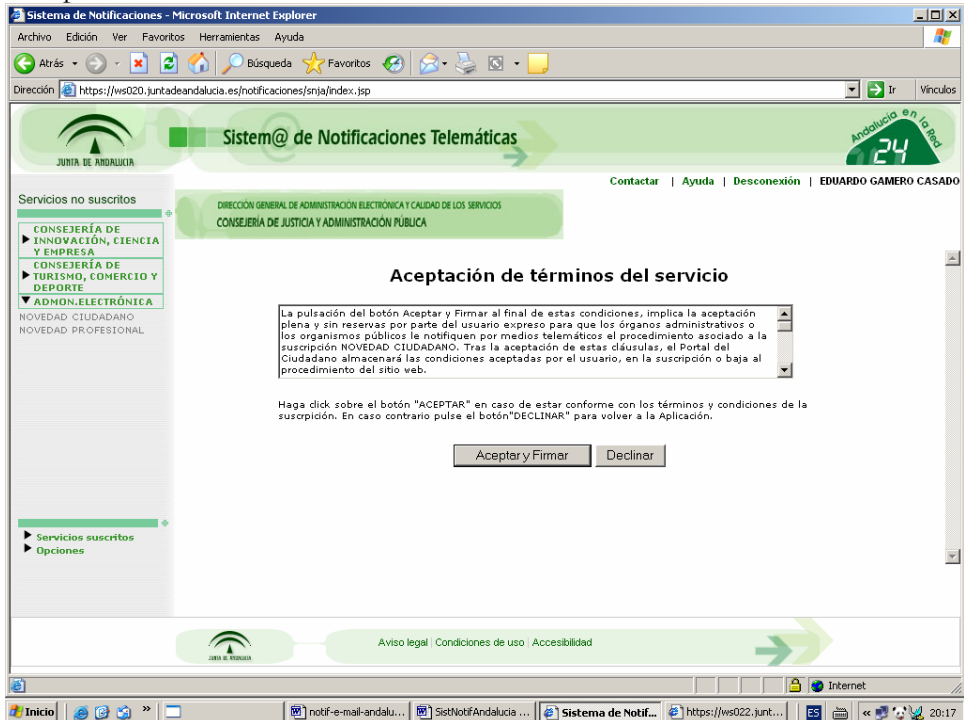 Sistema de Notificaciones - Microsoft Internet Explorer
Archivo Edición Ver Favoritos Herramientas Ayuda
Atrás Búsqueda Favoritos
Dirección https://ws020.juntadeandalucia.es/notificaciones/snja/index.jsp Ir Vínculos
JUNTA DE ANDALUCIA
Sistem@ de Notificaciones Telemáticas
Andalucía en la Red
24
Contactar | Ayuda | Desconexión | EDUARDO GAMERO CASADO
Servicios no suscritos
DIRECCIÓN GENERAL DE ADMINISTRACIÓN ELECTRÓNICA Y CALIDAD DE LOS SERVICIOS
CONSEJERÍA DE JUSTICIA Y ADMINISTRACIÓN PÚBLICA
CONSEJERÍA DE
INNOVACIÓN, CIENCIA
Y EMPRESA
CONSEJERÍA DE
TURISMO, COMERCIO Y
DEPORTE
ADMON.ELECTRÓNICA
NOVEDAD CIUDADANO
NOVEDAD PROFESIONAL
Aceptación de términos del servicio
La pulsación del botón Aceptar y Firmar al final de estas condiciones, implica la aceptación
plena y sin reservas por parte del usuario expreso para que los órganos administrativos o
los organismos públicos le notifiquen por medios telemáticos el procedimiento asociado a la
suscripción NOVEDAD CIUDADANO. Tras la aceptación de estas cláusulas, el Portal del
Ciudadano almacenará las condiciones aceptadas por el usuario, en la suscripción o baja al
procedimiento del sitio web.
Haga click sobre el botón "ACEPTAR" en caso de estar conforme con los términos y condiciones de la
suscrpición. En caso contrario pulse el botón"DECLINAR" para volver a la Aplicación.
Aceptar y Firmar Declinar
Servicios suscritos
Opciones
JUNTA DE ANDALUCIA
Aviso legal | Condiciones de uso | Accesibilidad
Internet
Inicio » notif-e-mail-andalu... SistNotifAndalucia ... Sistema de Notif... https://ws022.junt... ES « 20:17